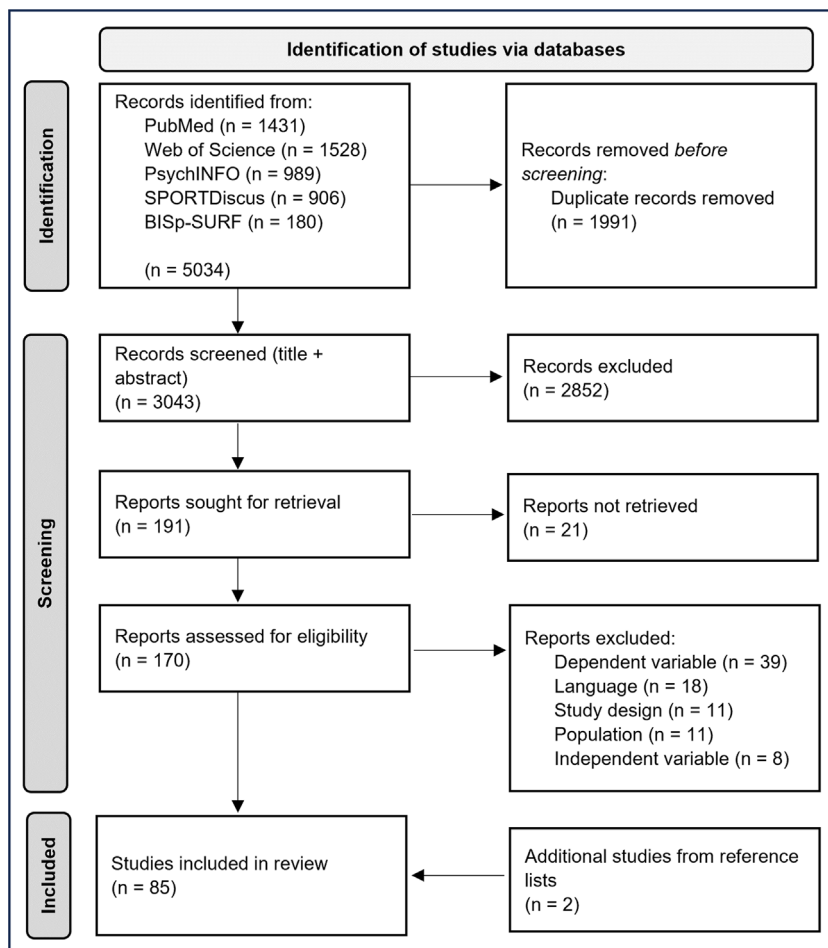 Identification of studies via databases
Identification
Records identified from:
PubMed (n = 1431)
Web of Science (n = 1528)
PsychINFO (n = 989)
SPORTDiscus (n = 906)
BISp-SURF (n = 180)
(n = 5034)
Records removed before
screening:
Duplicate records removed
(n = 1991)
Screening
Records screened (title +
abstract)
(n = 3043)
Records excluded
(n = 2852)
Reports sought for retrieval
(n = 191)
Reports not retrieved
(n = 21)
Reports assessed for eligibility
(n = 170)
Reports excluded:
Dependent variable (n = 39)
Language (n = 18)
Study design (n = 11)
Population (n = 11)
Independent variable (n = 8)
Included
Studies included in review
(n = 85)
Additional studies from reference
lists
(n = 2)